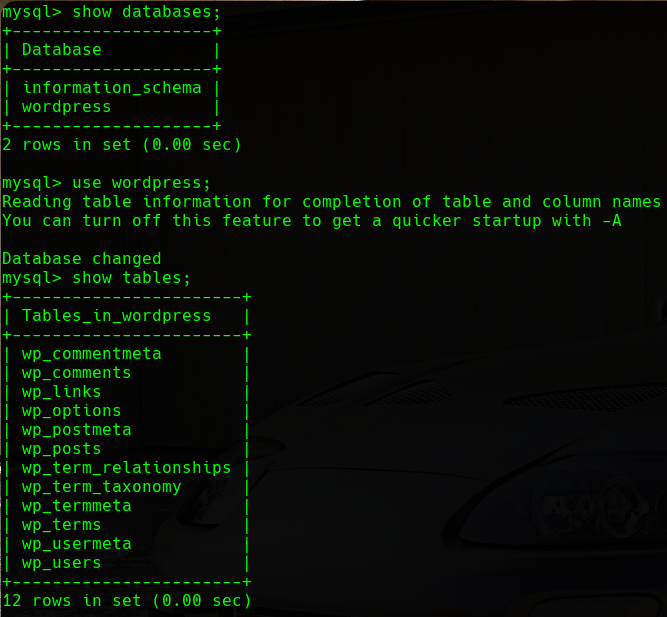 mysql> show databases;
+--------------------+
| Database           |
+--------------------+
| information_schema |
| wordpress          |
+--------------------+
2 rows in set (0.00 sec)
mysql> use wordpress;
Reading table information for completion of table and column names
You can turn off this feature to get a quicker startup with -A
Database changed
mysql> show tables;
+-----------------------+
| Tables_in_wordpress   |
+-----------------------+
| wp_commentmeta        |
| wp_comments           |
| wp_links              |
| wp_options            |
| wp_postmeta           |
| wp_posts              |
| wp_term_relationships |
| wp_term_taxonomy      |
| wp_termmeta           |
| wp_terms              |
| wp_usermeta           |
| wp_users              |
+-----------------------+
12 rows in set (0.00 sec)